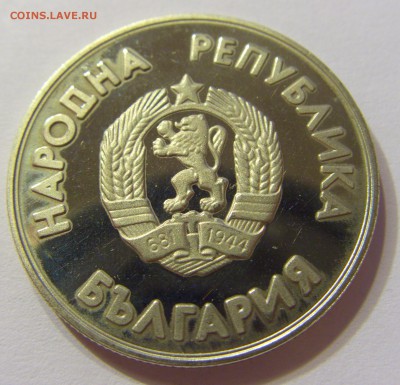 COINS.LAVE.RU
НАРОДНА РЕПУБЛИКА
681 1944
БЪЛГАРИЯ